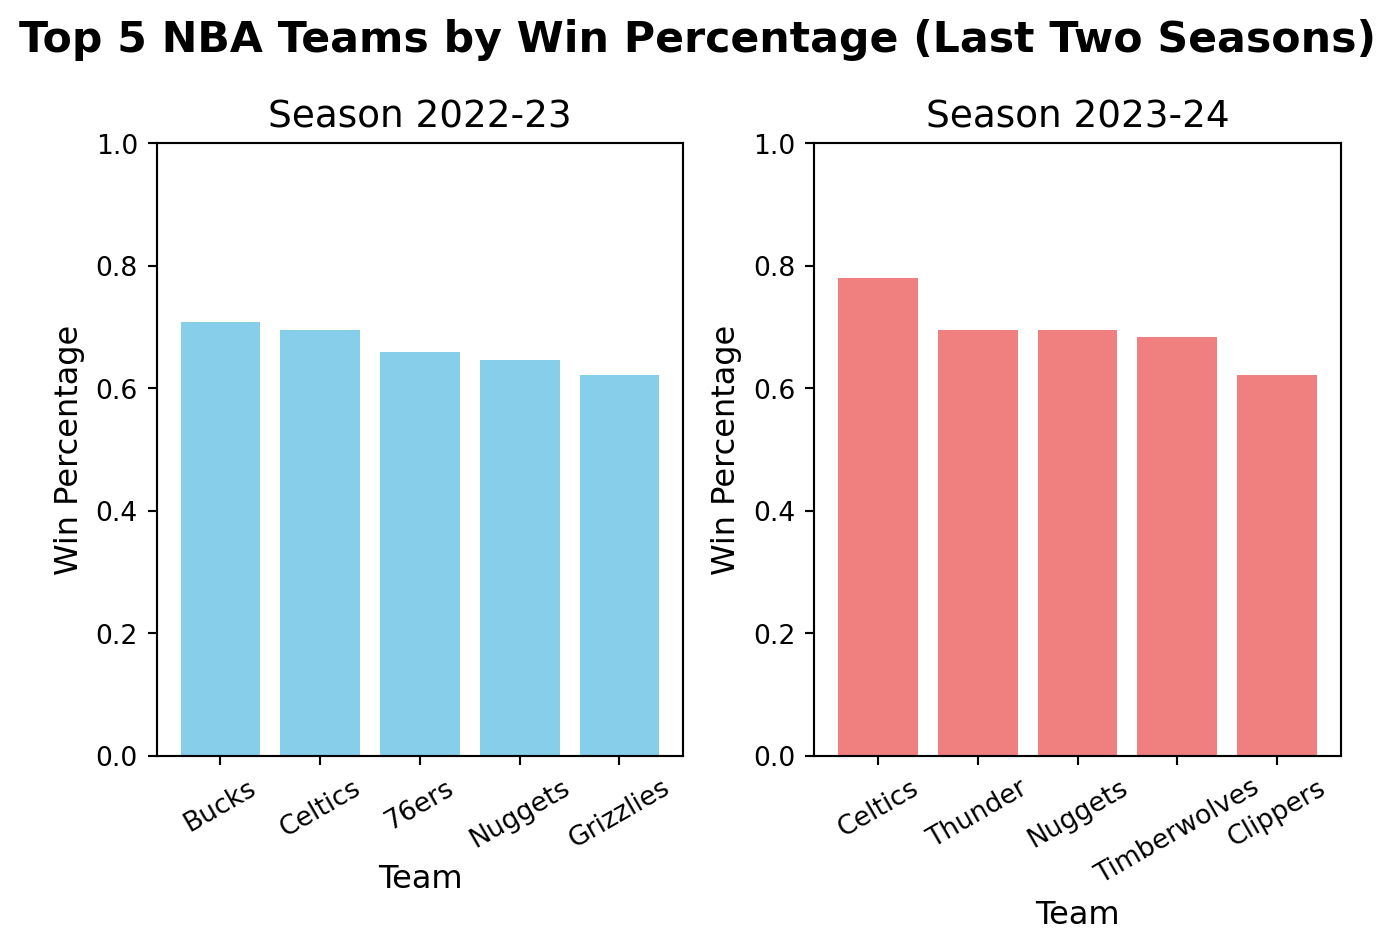 Top 5 NBA Teams by Win Percentage (Last Two Seasons)
Season 2022-23
1.0
0.8
0.6
0.4
0.2
0.0
Win Percentage
Bucks
Celtics
76ers
Nuggets
Grizzlies
Team
Season 2023-24
1.0
0.8
0.6
0.4
0.2
0.0
Win Percentage
Celtics
Thunder
Nuggets
Timberwolves
Clippers
Team